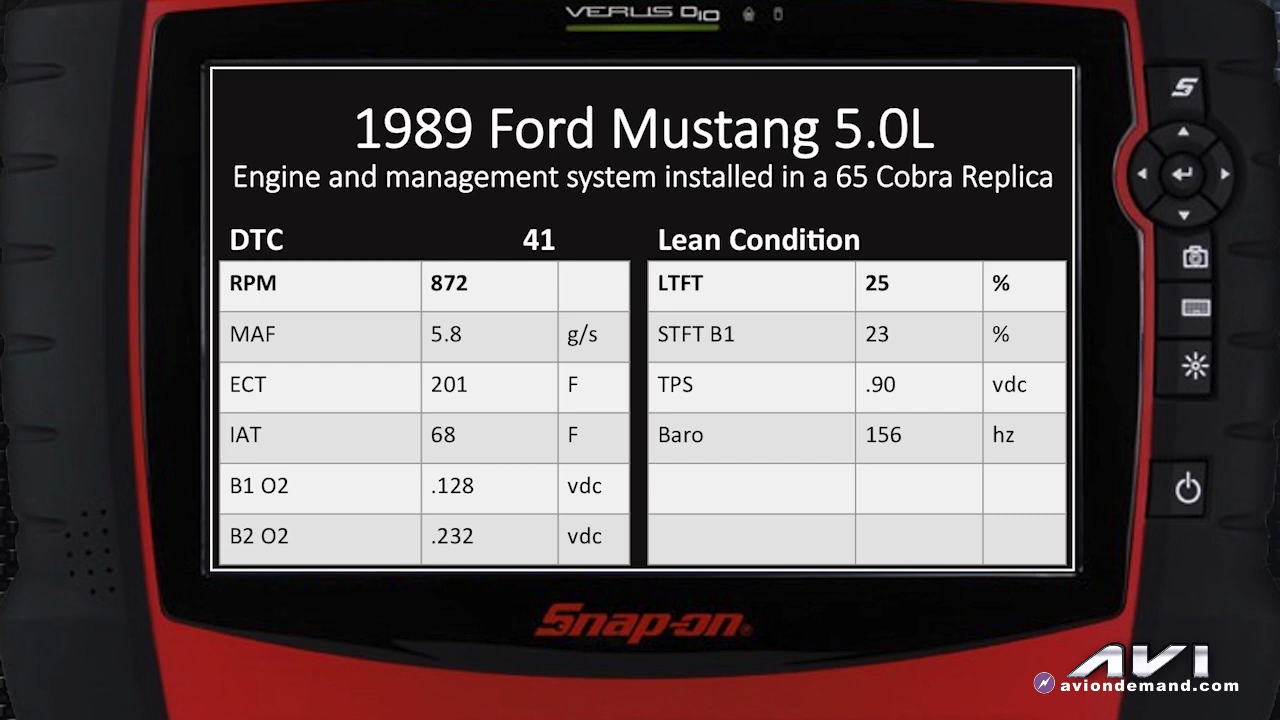 VERUS PRO
1989 Ford Mustang 5.0L
Engine and management system installed in a 65 Cobra Replica
DTC 41 Lean Condition
RPM 872 LTFT 25 %
MAF 5.8 g/s STFT B1 23 %
ECT 201 F TPS .90 vdc
IAT 68 F Baro 156 hz
B1 O2 .128 vdc
B2 O2 .232 vdc
Snap-on®
AVI
aviondemand.com